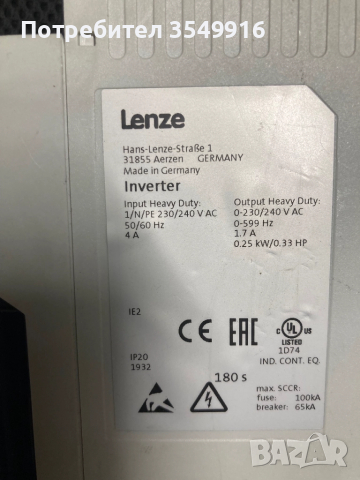 Потребител 3549916
Lenze
Hans-Lenze-Straße 1
31855 Aerzen GERMANY
Made in Germany
Inverter
Input Heavy Duty:
1/N/PE 230/240 V AC
50/60 Hz
4 A
Output Heavy Duty:
0-230/240 V AC
0-599 Hz
1.7 A
0.25 kW/0.33 HP
IE2
CE EAC
C UL US
LISTED
1D74
IND. CONT. EQ.
IP20
1932
180 s
max. SCCR:
fuse: 100kA
breaker: 65kA
BAZAR